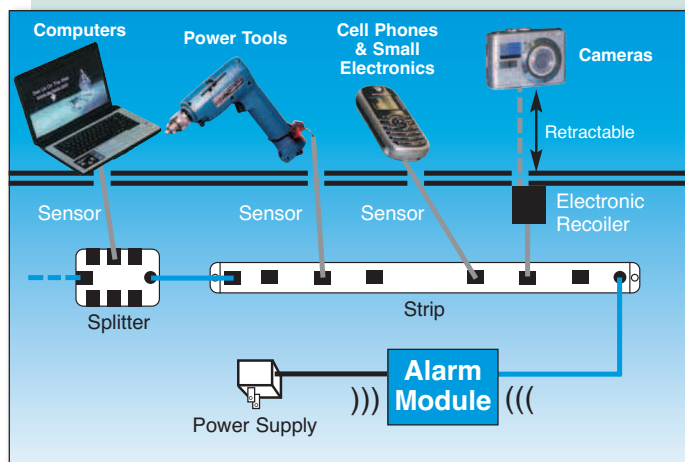 Computers
Power Tools
Cell Phones
& Small
Electronics
Cameras
Retractable
Sensor
Sensor
Sensor
Electronic
Recoiler
Splitter
Strip
Alarm
Module
Power Supply
))) (((